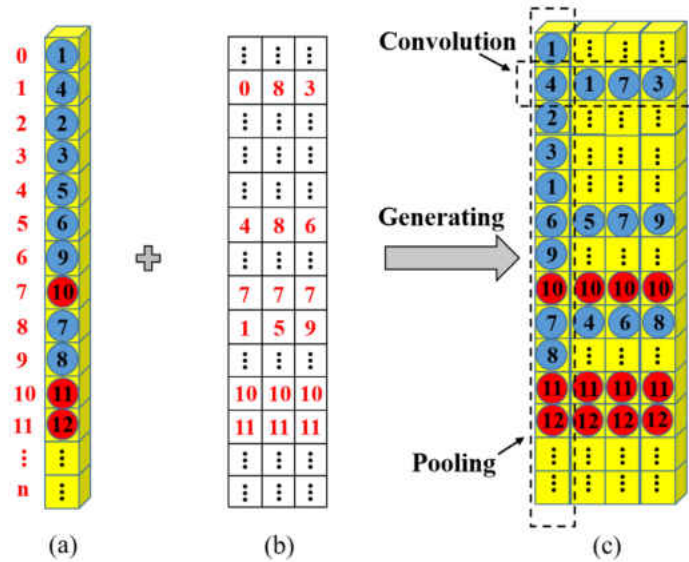 0 1
1 4
2 2
3 3
4 5
5 6
6 9
7 10
8 7
9 8
10 11
11 12
⋮ ⋮
n ⋮
(a)
⋮ ⋮ ⋮
0 8 3
⋮ ⋮ ⋮
⋮ ⋮ ⋮
⋮ ⋮ ⋮
4 8 6
⋮ ⋮ ⋮
7 7 7
1 5 9
⋮ ⋮ ⋮
10 10 10
11 11 11
⋮ ⋮ ⋮
⋮ ⋮ ⋮
(b)
Convolution
Generating
Pooling
1 ⋮ ⋮ ⋮
4 1 7 3
2 ⋮ ⋮ ⋮
3 ⋮ ⋮ ⋮
1 ⋮ ⋮ ⋮
6 5 7 9
9 ⋮ ⋮ ⋮
10 10 10 10
7 4 6 8
8 ⋮ ⋮ ⋮
11 11 11 11
12 12 12 12
⋮ ⋮ ⋮ ⋮
⋮ ⋮ ⋮ ⋮
(c)